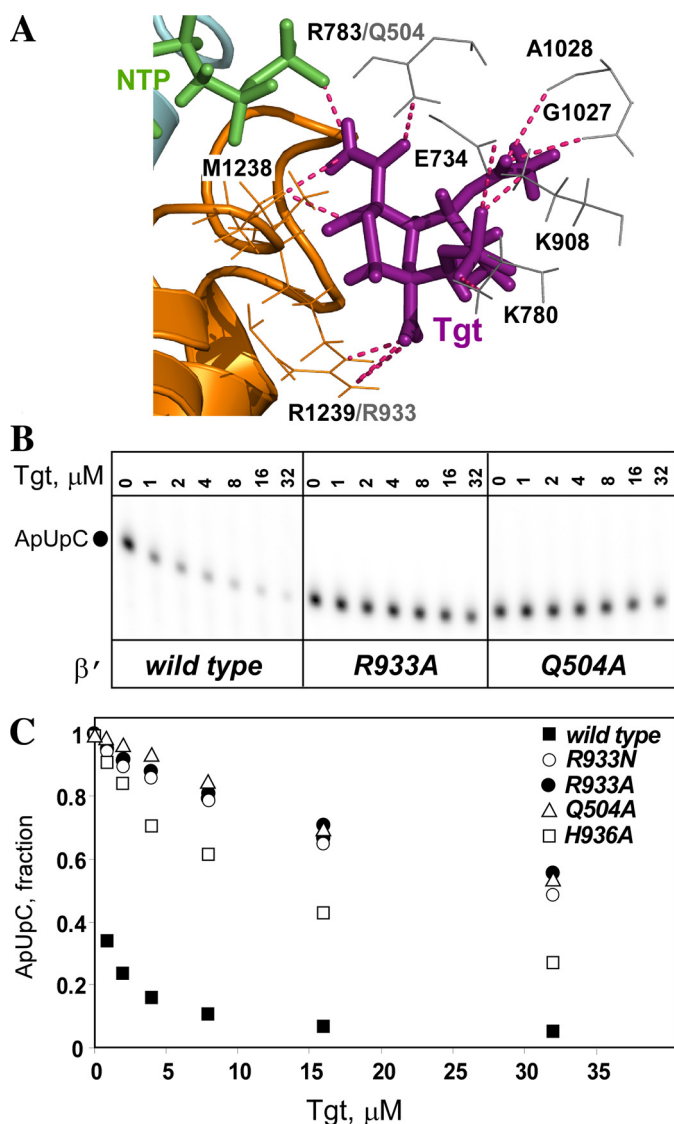 A
R783/Q504
A1028
NTP
G1027
E734
M1238
K908
K780
Tgt
R1239/R933
B
Tgt, μM
0 1 2 4 8 16 32 0 1 2 4 8 16 32 0 1 2 4 8 16 32
ApUpC
β′ wild type R933A Q504A
C
wild type
R933N
R933A
Q504A
H936A
ApUpC, fraction
1
0.8
0.6
0.4
0.2
0
0 5 10 15 20 25 30 35
Tgt, μM